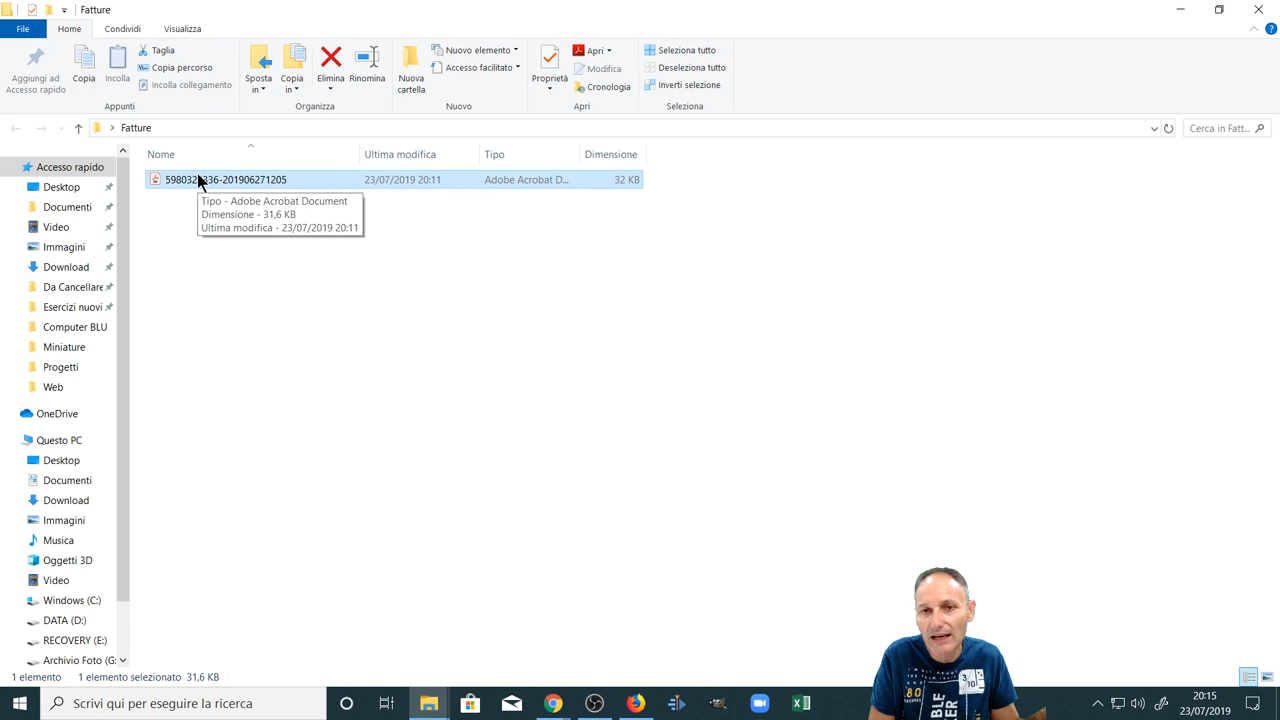 Fatture
File Home Condividi Visualizza
Aggiungi ad Accesso rapido
Copia
Incolla
Taglia
Copia percorso
Incolla collegamento
Appunti
Sposta in
Copia in
Elimina
Rinomina
Organizza
Nuova cartella
Nuovo elemento
Accesso facilitato
Nuovo
Proprietà
Apri
Modifica
Cronologia
Apri
Seleziona tutto
Deseleziona tutto
Inverti selezione
Seleziona
Fatture
Cerca in Fatt...
Nome Ultima modifica Tipo Dimensione
23/07/2019 20:11 Adobe Acrobat D... 32 KB
Tipo - Adobe Acrobat Document
Dimensione - 31,6 KB
Ultima modifica - 23/07/2019 20:11
Accesso rapido
Desktop
Documenti
Video
Immagini
Download
Da Cancellare
Esercizi nuovi
Computer BLU
Miniature
Progetti
Web
OneDrive
Questo PC
Desktop
Documenti
Download
Immagini
Musica
Oggetti 3D
Video
Windows (C:)
DATA (D:)
RECOVERY (E:)
Archivio Foto (G:
1 elemento 1 elemento selezionato 31,6 KB
Scrivi qui per eseguire la ricerca
20:15
23/07/2019